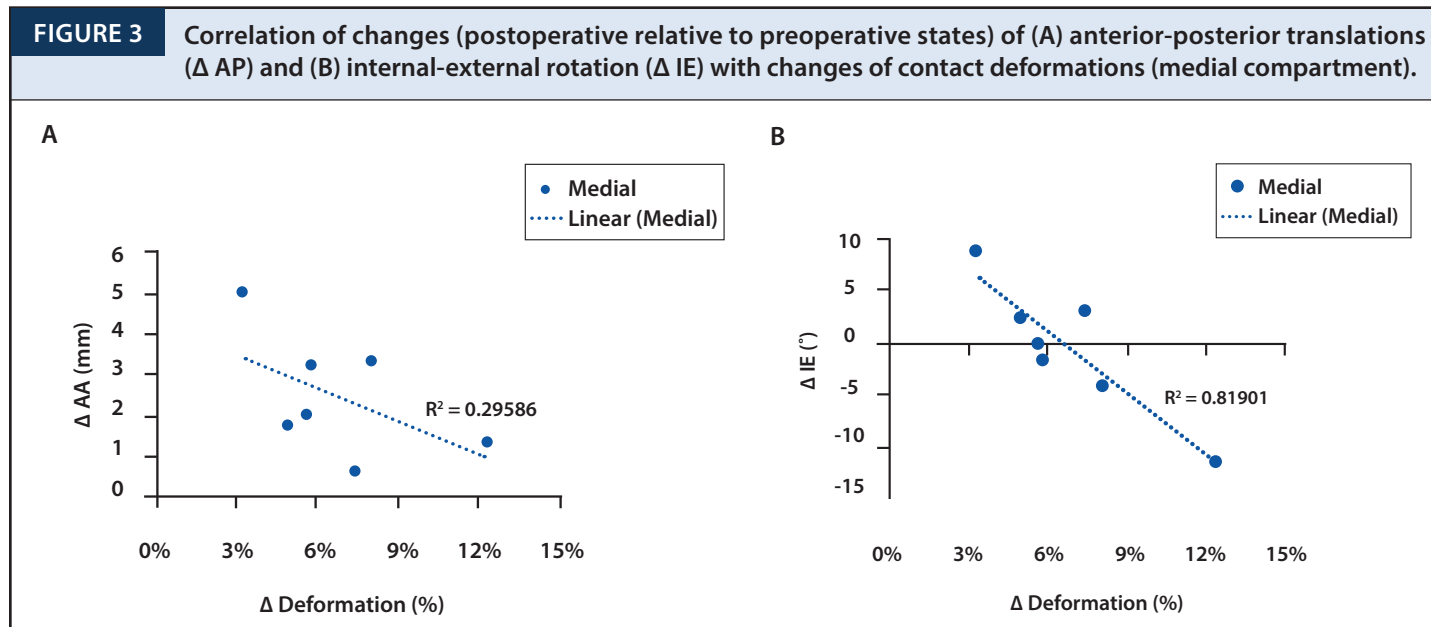 FIGURE 3
Correlation of changes (postoperative relative to preoperative states) of (A) anterior-posterior translations
(Δ AP) and (B) internal-external rotation (Δ IE) with changes of contact deformations (medial compartment).
A
Medial
Linear (Medial)
6
5
4
3
2
1
0
Δ AA (mm)
R² = 0.29586
0% 3% 6% 9% 12% 15%
Δ Deformation (%)
B
Medial
Linear (Medial)
10
5
0
-5
-10
-15
Δ IE (°)
R² = 0.81901
0% 3% 6% 9% 12% 15%
Δ Deformation (%)